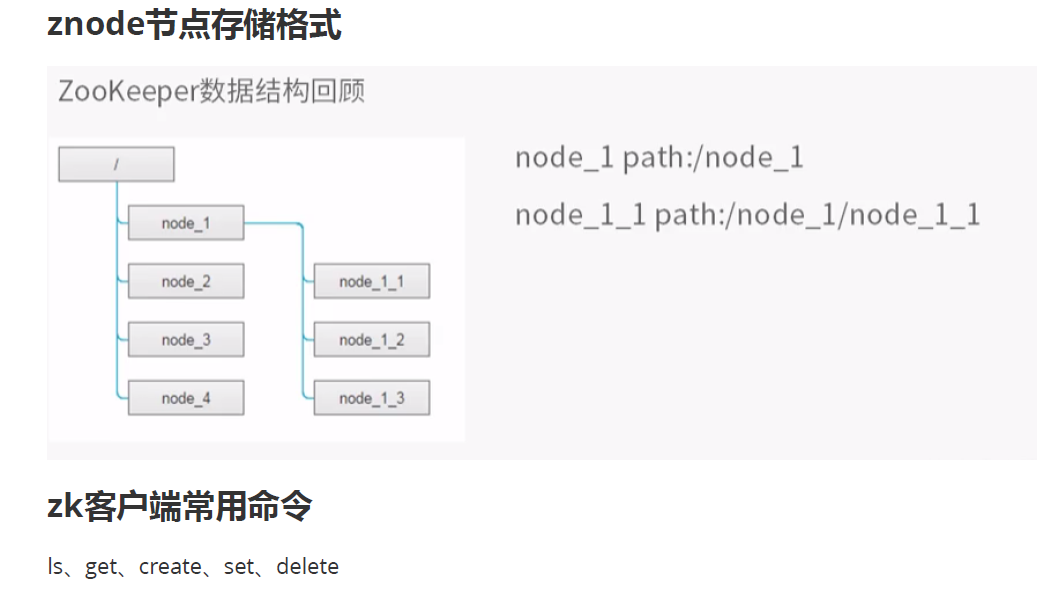 znode节点存储格式
ZooKeeper数据结构回顾
/
node_1
node_2
node_3
node_4
node_1_1
node_1_2
node_1_3
node_1 path:/node_1
node_1_1 path:/node_1/node_1_1
zk客户端常用命令
ls、get、create、set、delete